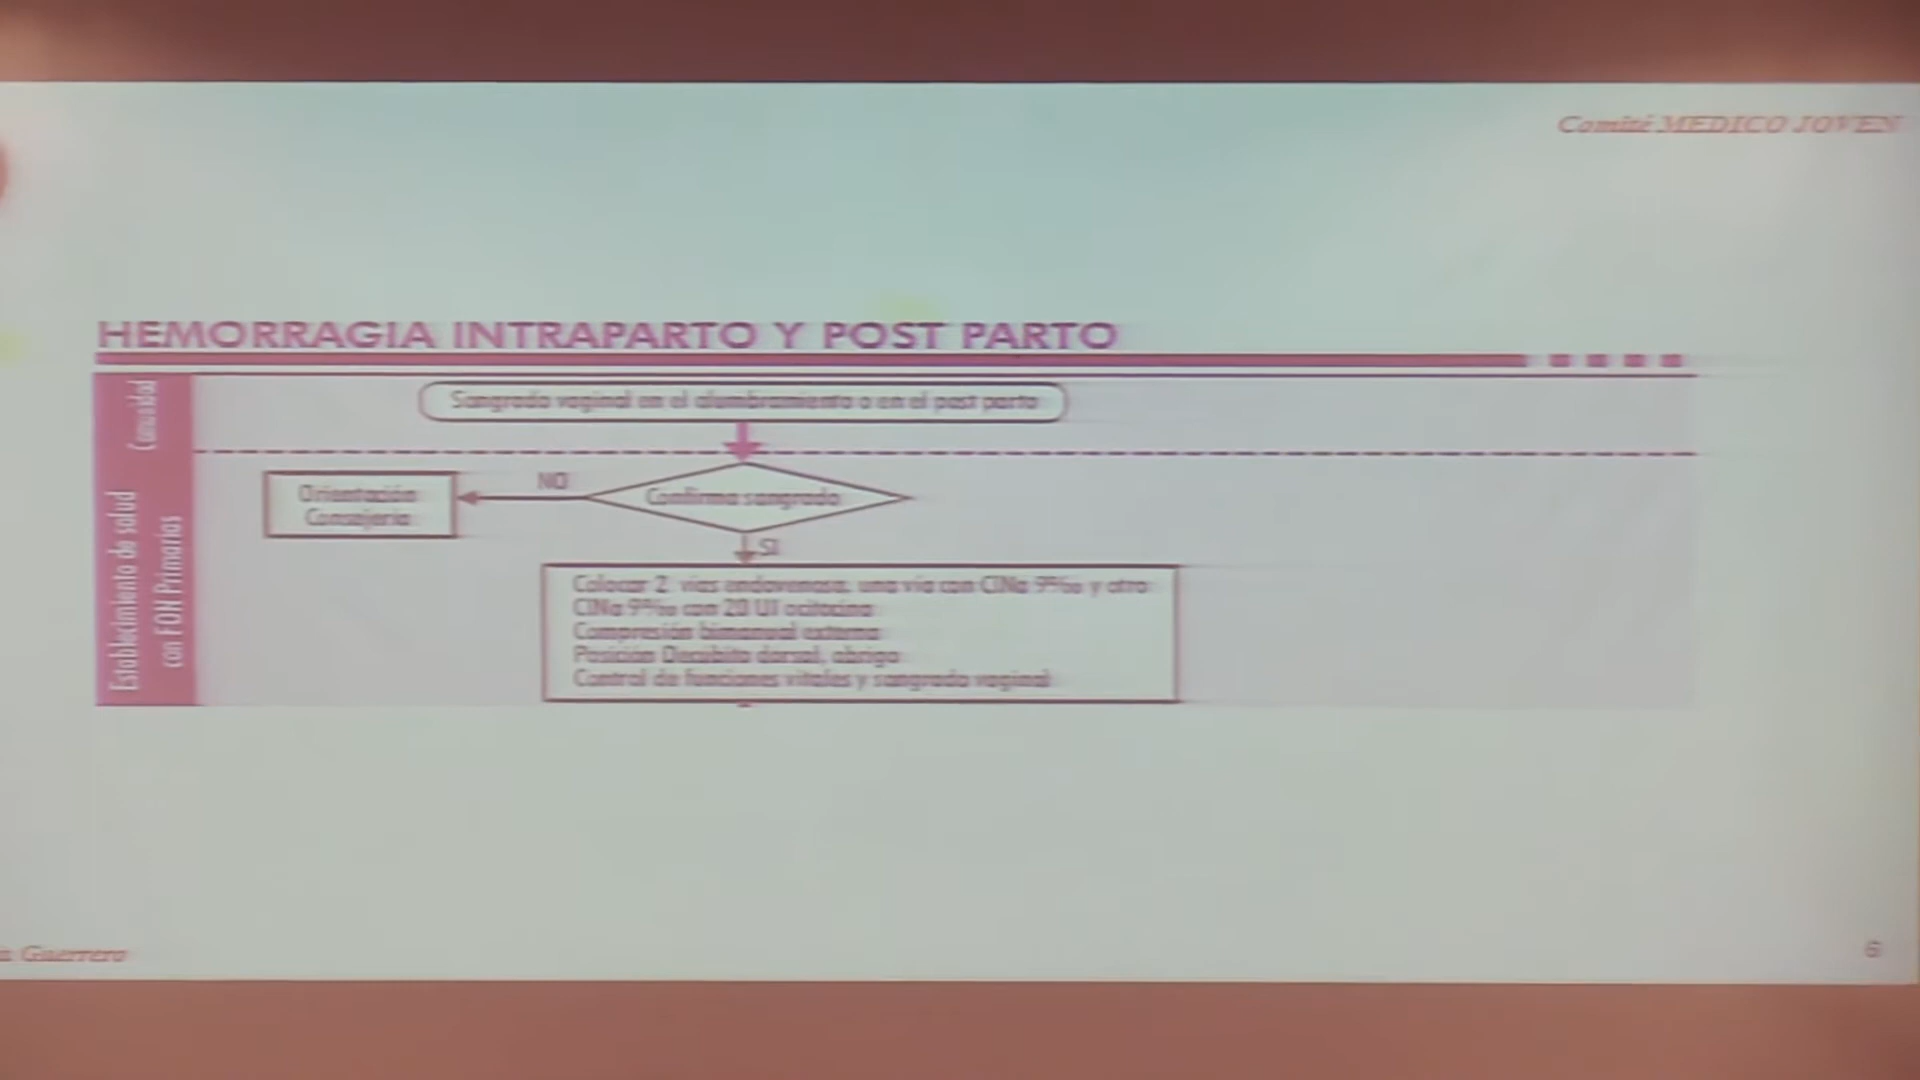 Comité MEDICO JOVEN
HEMORRAGIA INTRAPARTO Y POST PARTO
Comunidad
Sangrado vaginal en el alumbramiento o en el post parto
Establecimiento de salud
con FON Primarios
Confirma sangrado
NO
Orientación
Consejería
SI
Colocar 2 vías endovenosa, una vía con ClNa 9‰ y otra
ClNa 9‰ con 20 UI ocitocina
Compresión bimanual externa
Posición Decúbito dorsal, abrigo
Control de funciones vitales y sangrado vaginal
Guerrero
6